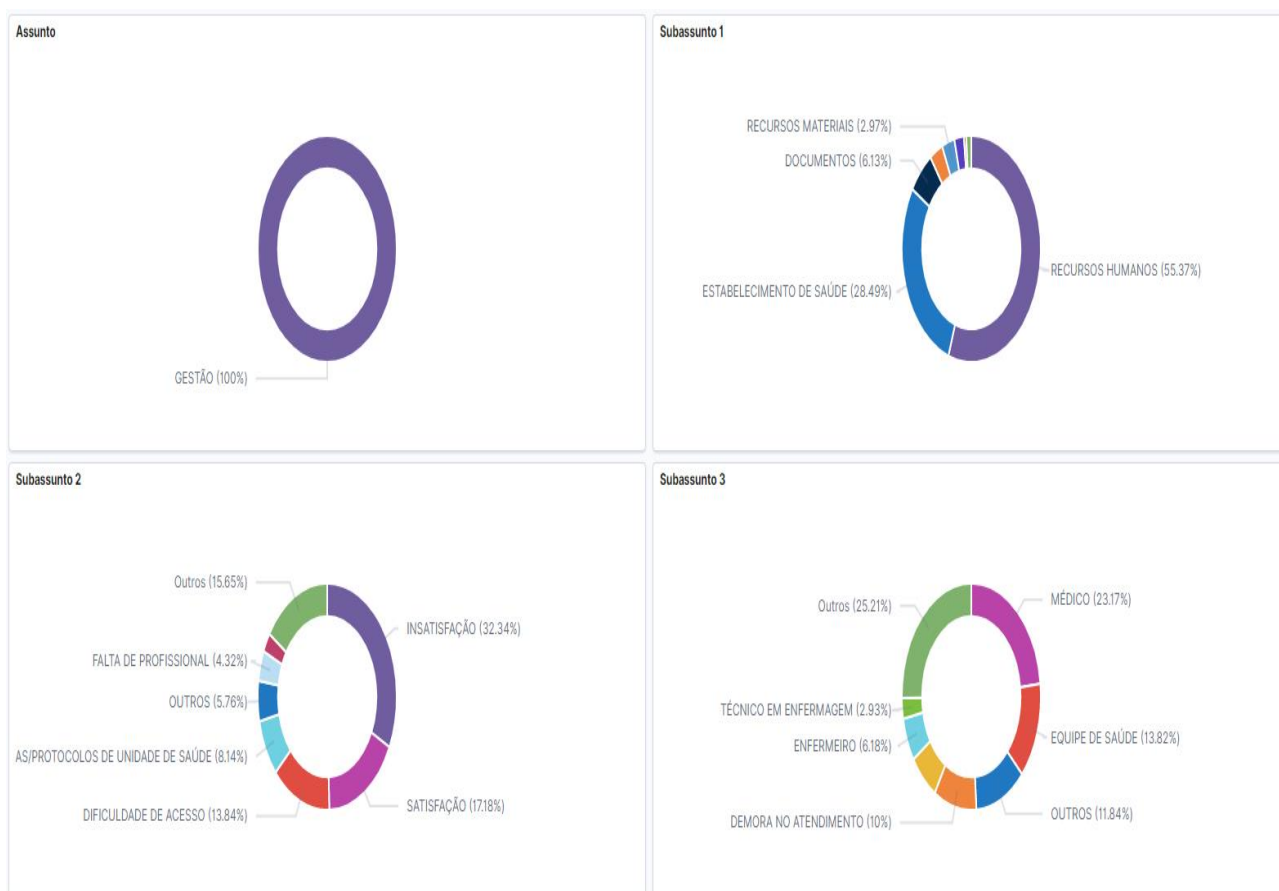 Assunto
GESTÃO (100%)
Subassunto 1
RECURSOS MATERIAIS (2.97%)
DOCUMENTOS (6.13%)
ESTABELECIMENTO DE SAÚDE (28.49%)
RECURSOS HUMANOS (55.37%)
Subassunto 2
Outros (15.65%)
INSATISFAÇÃO (32.34%)
FALTA DE PROFISSIONAL (4.32%)
OUTROS (5.76%)
AS/PROTOCOLOS DE UNIDADE DE SAÚDE (8.14%)
SATISFAÇÃO (17.18%)
DIFICULDADE DE ACESSO (13.84%)
Subassunto 3
MÉDICO (23.17%)
Outros (25.21%)
TÉCNICO EM ENFERMAGEM (2.93%)
EQUIPE DE SAÚDE (13.82%)
ENFERMEIRO (6.18%)
OUTROS (11.84%)
DEMORA NO ATENDIMENTO (10%)